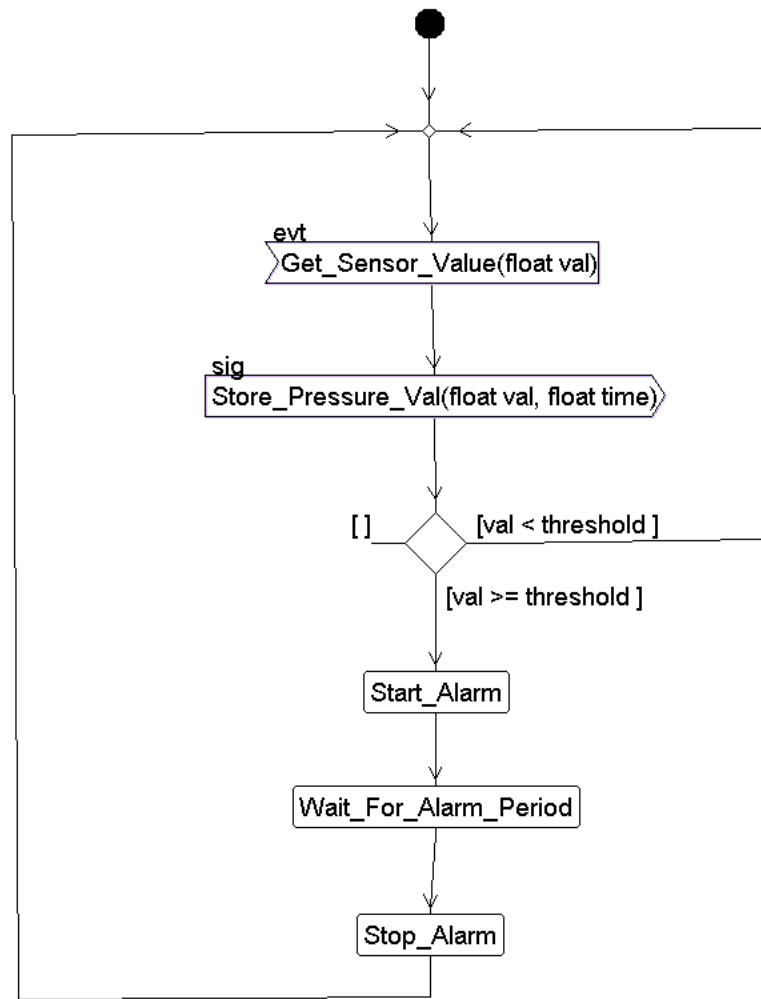 evt
Get_Sensor_Value(float val)
sig
Store_Pressure_Val(float val, float time)
[ ]
[val < threshold ]
[val >= threshold ]
Start_Alarm
Wait_For_Alarm_Period
Stop_Alarm